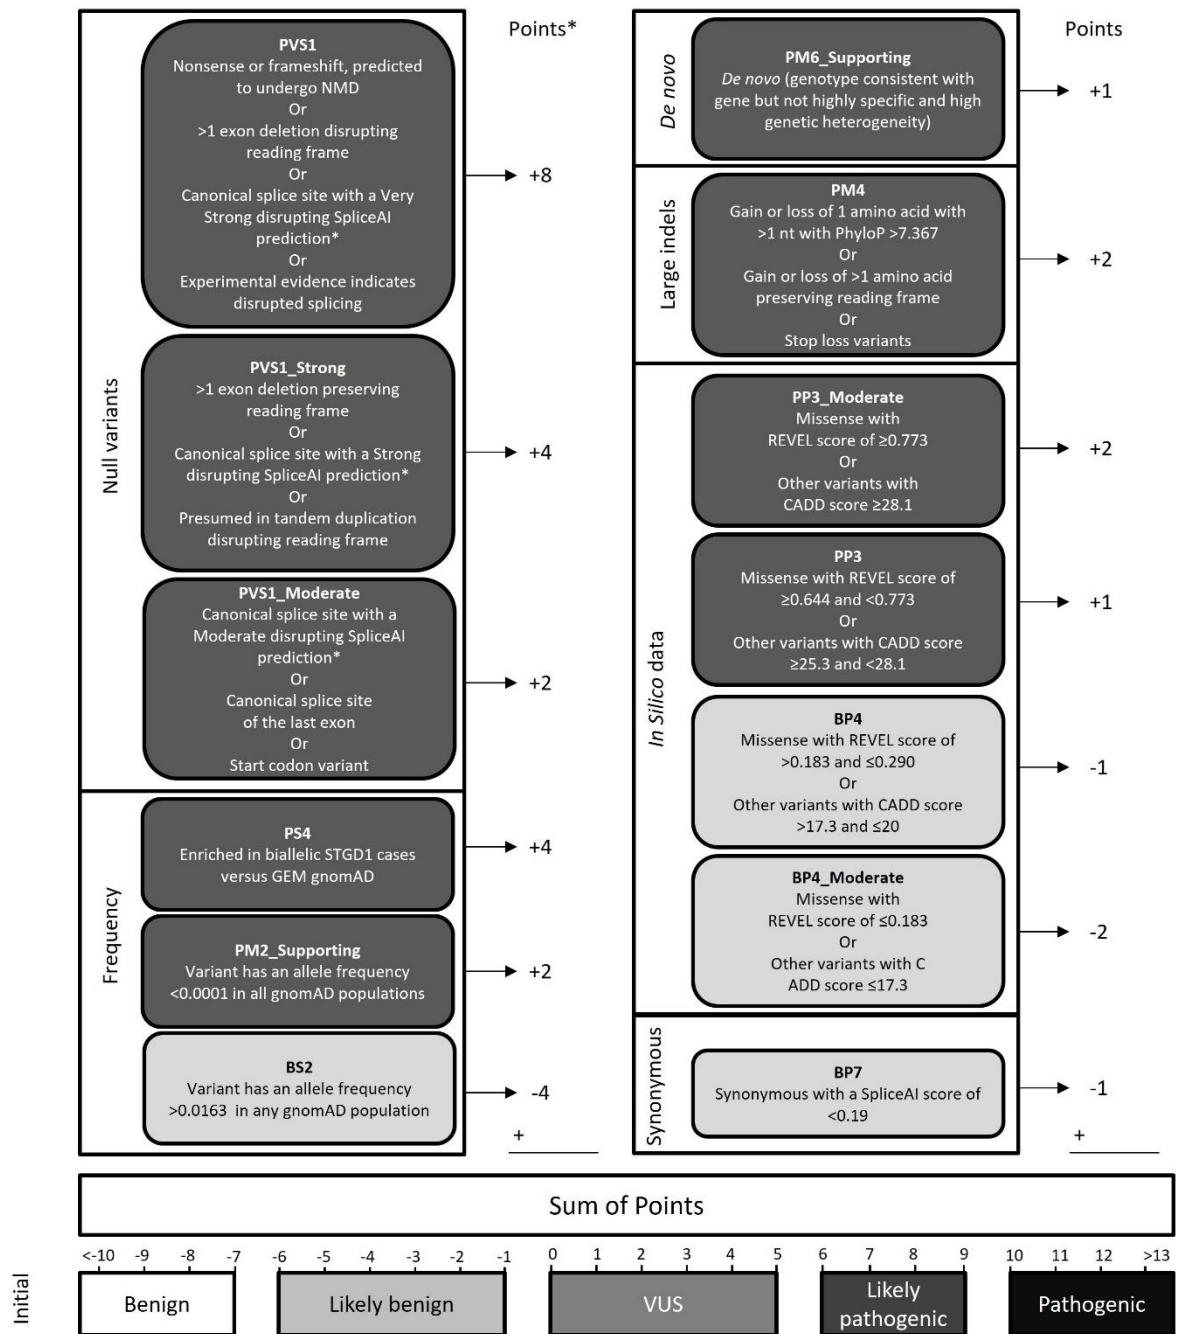 Points*
Null variants
PVS1
Nonsense or frameshift, predicted
to undergo NMD
Or
>1 exon deletion disrupting
reading frame
Or
Canonical splice site with a Very
Strong disrupting SpliceAI
prediction*
Or
Experimental evidence indicates
disrupted splicing
+8
PVS1_Strong
>1 exon deletion preserving
reading frame
Or
Canonical splice site with a Strong
disrupting SpliceAI prediction*
Or
Presumed in tandem duplication
disrupting reading frame
+4
PVS1_Moderate
Canonical splice site with a
Moderate disrupting SpliceAI
prediction*
Or
Canonical splice site
of the last exon
Or
Start codon variant
+2
Frequency
PS4
Enriched in biallelic STGD1 cases
versus GEM gnomAD
+4
PM2_Supporting
Variant has an allele frequency
<0.0001 in all gnomAD populations
+2
BS2
Variant has an allele frequency
>0.0163 in any gnomAD population
-4
+
Points
De novo
PM6_Supporting
De novo (genotype consistent with
gene but not highly specific and high
genetic heterogeneity)
+1
Large indels
PM4
Gain or loss of 1 amino acid with
>1 nt with PhyloP >7.367
Or
Gain or loss of >1 amino acid
preserving reading frame
Or
Stop loss variants
+2
In Silico data
PP3_Moderate
Missense with
REVEL score of ≥0.773
Or
Other variants with
CADD score ≥28.1
+2
PP3
Missense with REVEL score of
≥0.644 and <0.773
Or
Other variants with CADD score
≥25.3 and <28.1
+1
BP4
Missense with REVEL score of
>0.183 and ≤0.290
Or
Other variants with CADD score
>17.3 and ≤20
-1
BP4_Moderate
Missense with
REVEL score of ≤0.183
Or
Other variants with C
ADD score ≤17.3
-2
Synonymous
BP7
Synonymous with a SpliceAI score of
<0.19
-1
+
Sum of Points
<-10 -9 -8 -7 -6 -5 -4 -3 -2 -1 0 1 2 3 4 5 6 7 8 9 10 11 12 >13
Initial
Benign
Likely benign
VUS
Likely
pathogenic
Pathogenic